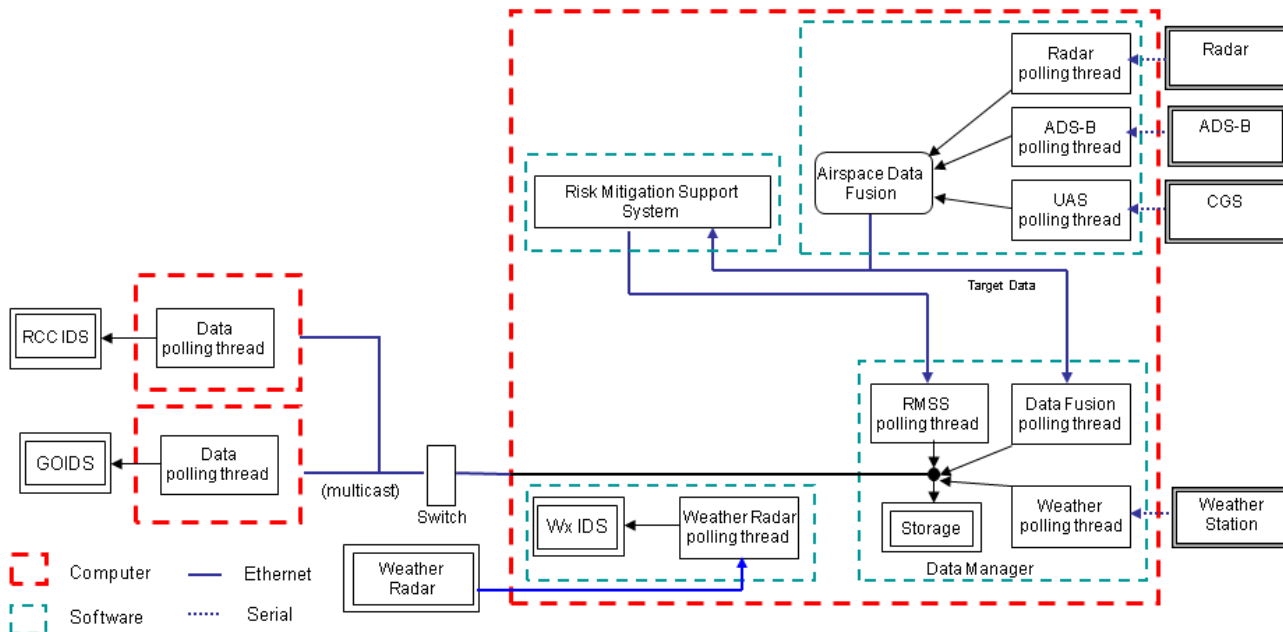 Radar
Radar
polling thread
ADS-B
ADS-B
polling thread
Airspace Data
Fusion
Risk Mitigation Support
System
UAS
polling thread
CGS
Target Data
RCC IDS
Data
polling thread
RMSS
polling thread
Data Fusion
polling thread
GOIDS
Data
polling thread
(multicast)
Switch
Wx IDS
Weather Radar
polling thread
Storage
Weather
polling thread
Weather
Station
Data Manager
Weather
Radar
Computer
Ethernet
Software
Serial